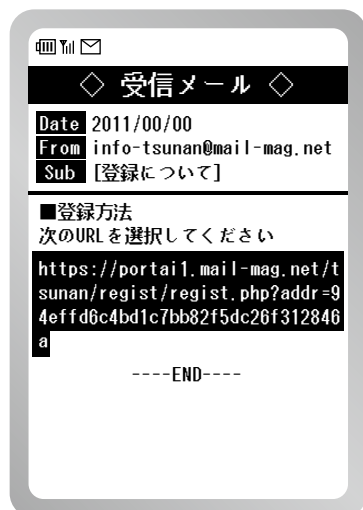 ◇ 受信メール ◇
Date 2011/00/00
From info-tsunan@mail-mag.net
Sub [登録について]
■登録方法
次のURLを選択してください
https://portai1.mail-mag.net/t
sunan/regist/regist.php?addr=9
4effd6c4bd1c7bb82f5dc26f312846
a
----END----